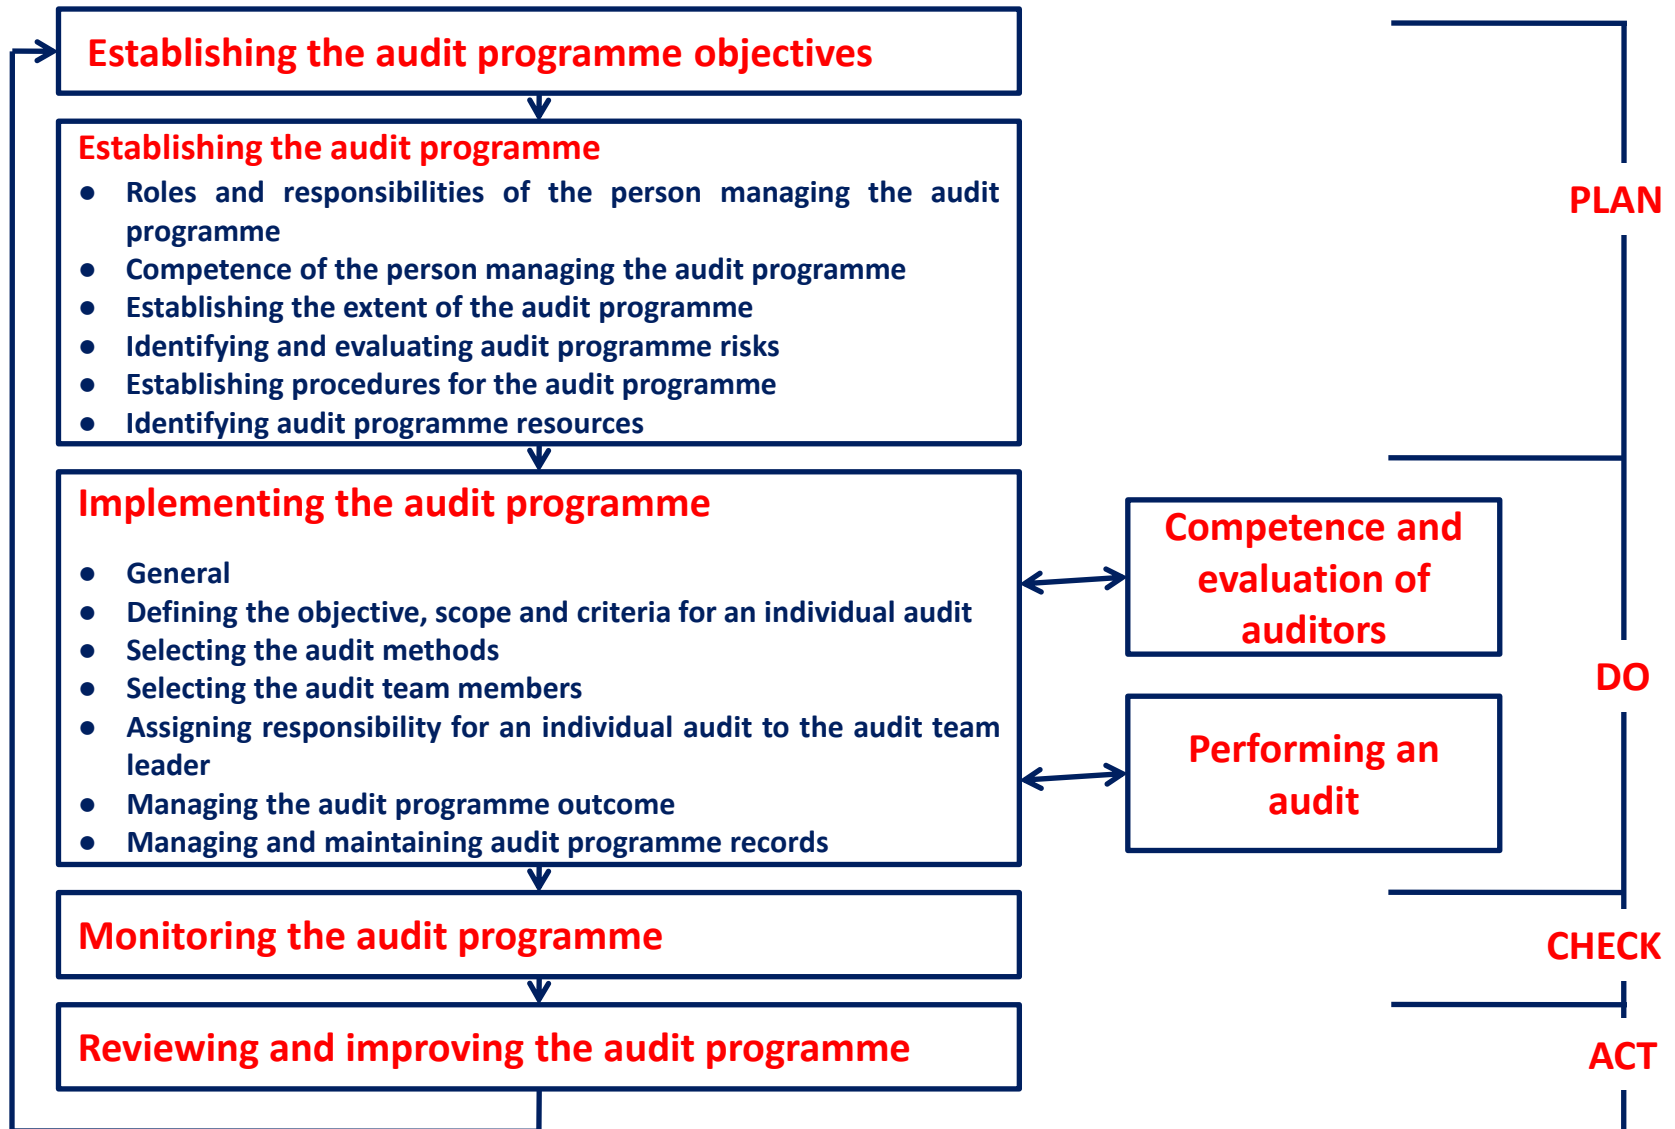 Establishing the audit programme objectives
Establishing the audit programme
● Roles and responsibilities of the person managing the audit
programme
● Competence of the person managing the audit programme
● Establishing the extent of the audit programme
● Identifying and evaluating audit programme risks
● Establishing procedures for the audit programme
● Identifying audit programme resources
PLAN
Implementing the audit programme
● General
● Defining the objective, scope and criteria for an individual audit
● Selecting the audit methods
● Selecting the audit team members
● Assigning responsibility for an individual audit to the audit team
leader
● Managing the audit programme outcome
● Managing and maintaining audit programme records
Competence and
evaluation of
auditors
Performing an
audit
DO
Monitoring the audit programme
CHECK
Reviewing and improving the audit programme
ACT